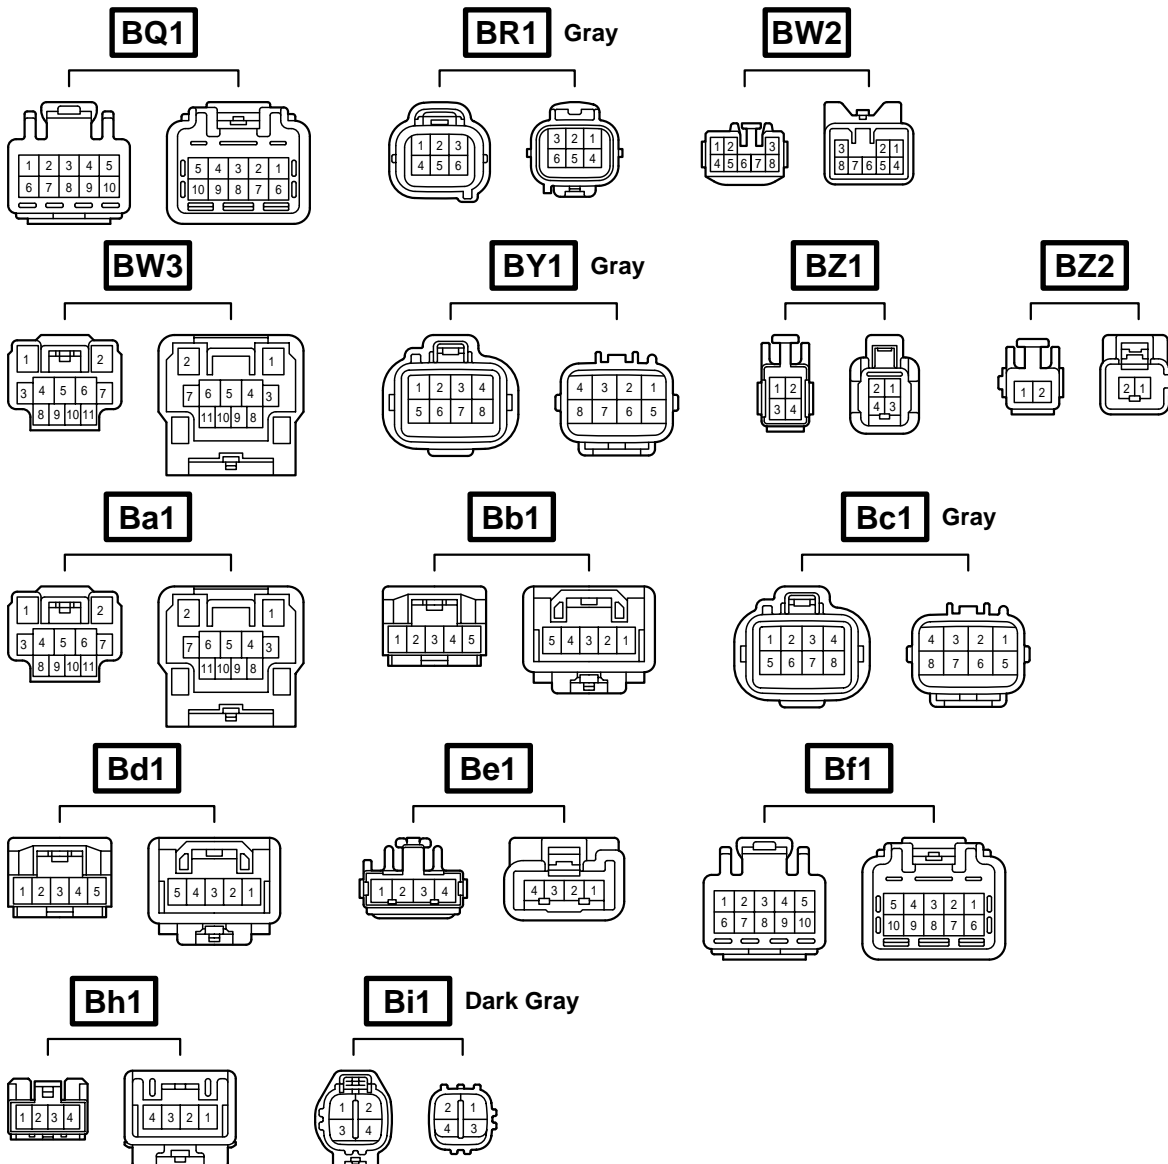 BQ1
BR1 Gray
BW2
1 2 3 4 5
6 7 8 9 10
5 4 3 2 1
10 9 8 7 6
1 2 3
4 5 6
3 2 1
6 5 4
1 2 3
4 5 6 7 8
3 2 1
8 7 6 5 4
BW3
BY1 Gray
BZ1
BZ2
1 2
3 4 5 6 7
8 9 10 11
2 1
7 6 5 4 3
11 10 9 8
1 2 3 4
5 6 7 8
4 3 2 1
8 7 6 5
1 2
3 4
2 1
4 3
1 2
2 1
Ba1
Bb1
Bc1 Gray
1 2
3 4 5 6 7
8 9 10 11
2 1
7 6 5 4 3
11 10 9 8
1 2 3 4 5
5 4 3 2 1
1 2 3 4
5 6 7 8
4 3 2 1
8 7 6 5
Bd1
Be1
Bf1
1 2 3 4 5
5 4 3 2 1
1 2 3 4
4 3 2 1
1 2 3 4 5
6 7 8 9 10
5 4 3 2 1
10 9 8 7 6
Bh1
Bi1 Dark Gray
1 2 3 4
4 3 2 1
1 2
3 4
2 1
4 3